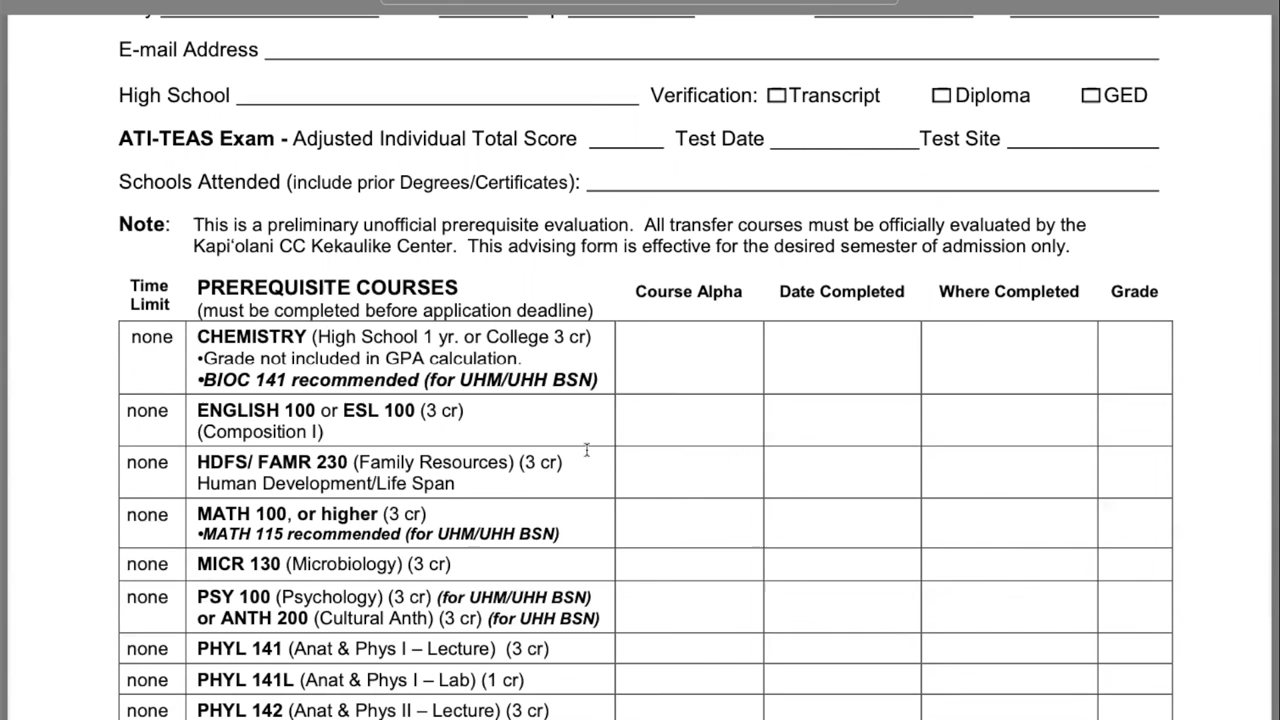 E-mail Address
High School Verification: Transcript Diploma GED
ATI-TEAS Exam - Adjusted Individual Total Score Test Date Test Site
Schools Attended (include prior Degrees/Certificates):
Note: This is a preliminary unofficial prerequisite evaluation. All transfer courses must be officially evaluated by the
Kapiʻolani CC Kekaulike Center. This advising form is effective for the desired semester of admission only.
Time Limit PREREQUISITE COURSES Course Alpha Date Completed Where Completed Grade
(must be completed before application deadline)
none CHEMISTRY (High School 1 yr. or College 3 cr)
•Grade not included in GPA calculation.
•BIOC 141 recommended (for UHM/UHH BSN)
none ENGLISH 100 or ESL 100 (3 cr)
(Composition I)
none HDFS/ FAMR 230 (Family Resources) (3 cr)
Human Development/Life Span
none MATH 100, or higher (3 cr)
•MATH 115 recommended (for UHM/UHH BSN)
none MICR 130 (Microbiology) (3 cr)
none PSY 100 (Psychology) (3 cr) (for UHM/UHH BSN)
or ANTH 200 (Cultural Anth) (3 cr) (for UHH BSN)
none PHYL 141 (Anat & Phys I – Lecture) (3 cr)
none PHYL 141L (Anat & Phys I – Lab) (1 cr)
none PHYL 142 (Anat & Phys II – Lecture) (3 cr)